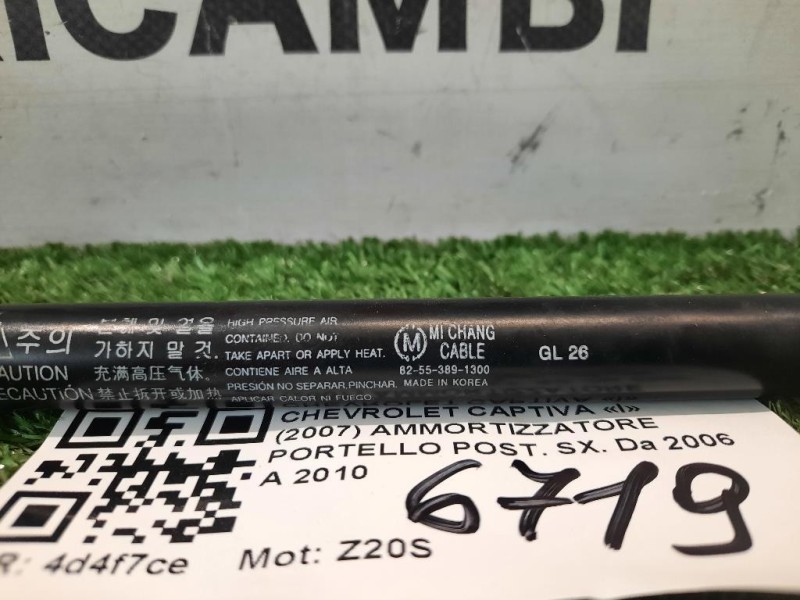 RICAMBI
주의
CAUTION
PRECAUTION
분해 및 열을
가하지 말 것.
充满高压气体.
禁止拆开或加热
HIGH PRESSURE AIR
CONTAINED, DO NOT
TAKE APART OR APPLY HEAT.
CONTIENE AIRE A ALTA
PRESIÓN NO SEPARAR.PINCHAR.
APLICAR CALOR NI FUEGO
MI CHANG
CABLE
82-55-389-1300
MADE IN KOREA
GL 26
CHEVROLET CAPTIVA «I»
(2007) AMMORTIZZATORE
PORTELLO POST. SX. Da 2006
A 2010
6719
R: 4d4f7ce
Mot: Z20S